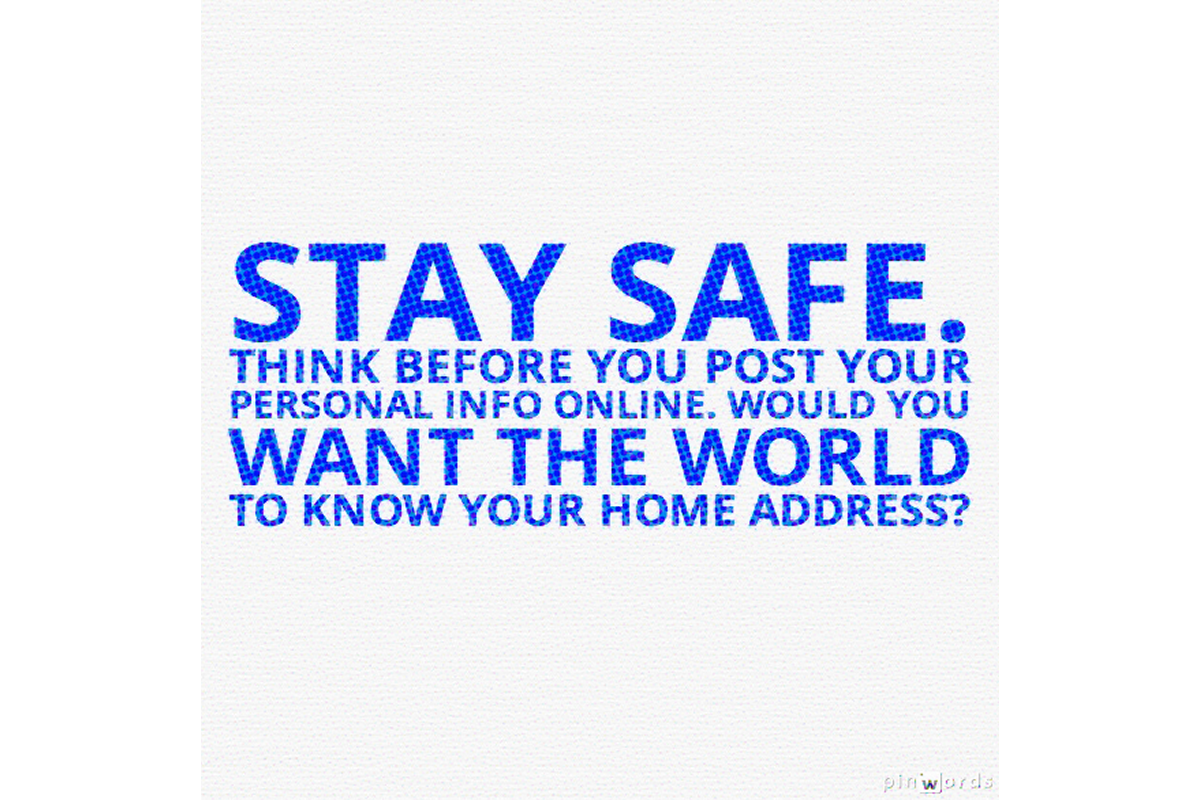 STAY SAFE.
THINK BEFORE YOU POST YOUR
PERSONAL INFO ONLINE. WOULD YOU
WANT THE WORLD
TO KNOW YOUR HOME ADDRESS?
pinwords